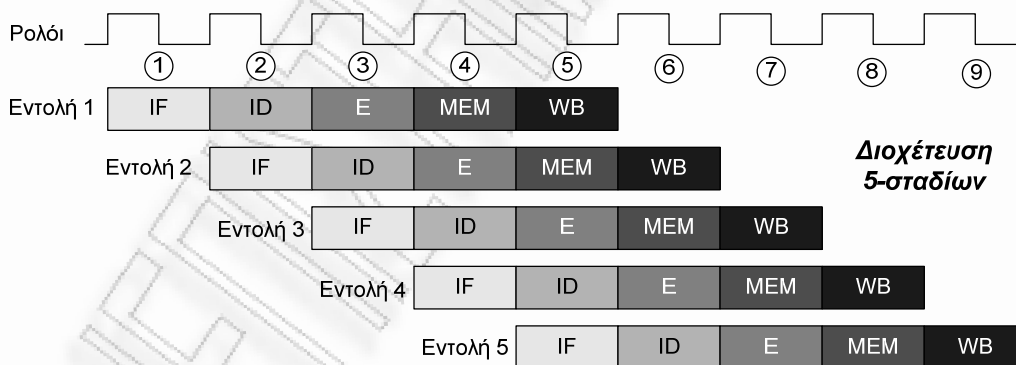 Ρολόι
1 2 3 4 5 6 7 8 9
Εντολή 1 IF ID E MEM WB
Εντολή 2 IF ID E MEM WB
Διοχέτευση
5-σταδίων
Εντολή 3 IF ID E MEM WB
Εντολή 4 IF ID E MEM WB
Εντολή 5 IF ID E MEM WB